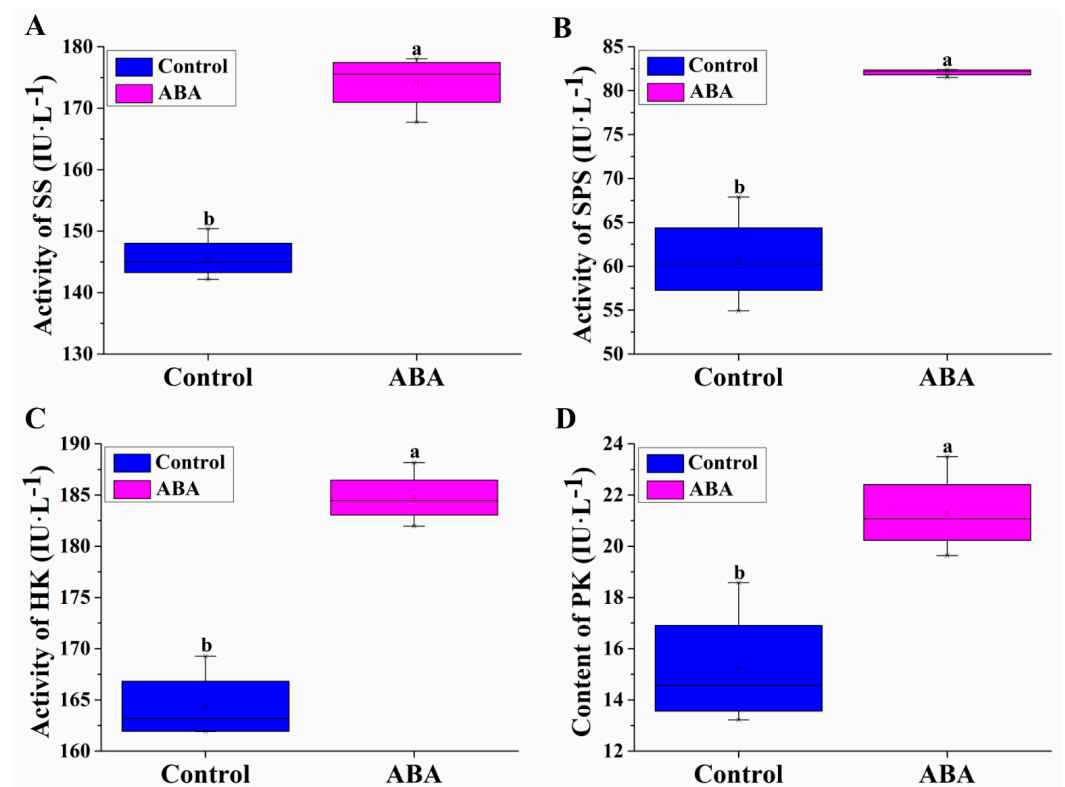 A
Activity of SS (IU·L-1)
180
170
160
150
140
130
Control
ABA
b
a
Control
ABA
B
Activity of SPS (IU·L-1)
85
80
75
70
65
60
55
50
Control
ABA
b
a
Control
ABA
C
Activity of HK (IU·L-1)
190
185
180
175
170
165
160
Control
ABA
b
a
Control
ABA
D
Content of PK (IU·L-1)
24
22
20
18
16
14
12
Control
ABA
b
a
Control
ABA